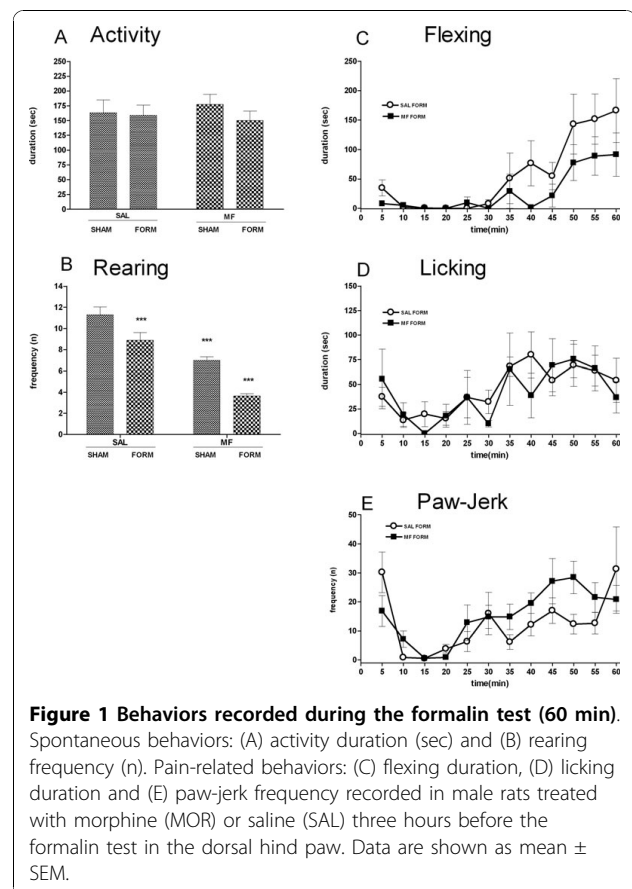 A Activity
duration (sec)
250
225
200
175
150
125
100
75
50
25
0
SAL MF
SHAM FORM SHAM FORM
B Rearing
frequency (n)
14
12
10
8
6
4
2
0
***
***
***
SAL MF
SHAM FORM SHAM FORM
C Flexing
duration (sec)
250
200
150
100
50
0
SAL FORM
MF FORM
5 10 15 20 25 30 35 40 45 50 55 60
time(min)
D Licking
duration (sec)
150
125
100
75
50
25
0
SAL FORM
MF FORM
5 10 15 20 25 30 35 40 45 50 55 60
time(min)
E Paw-Jerk
frequency (n)
50
40
30
20
10
0
SAL FORM
MF FORM
5 10 15 20 25 30 35 40 45 50 55 60
time(min)
Figure 1 Behaviors recorded during the formalin test (60 min).
Spontaneous behaviors: (A) activity duration (sec) and (B) rearing
frequency (n). Pain-related behaviors: (C) flexing duration, (D) licking
duration and (E) paw-jerk frequency recorded in male rats treated
with morphine (MOR) or saline (SAL) three hours before the
formalin test in the dorsal hind paw. Data are shown as mean ±
SEM.